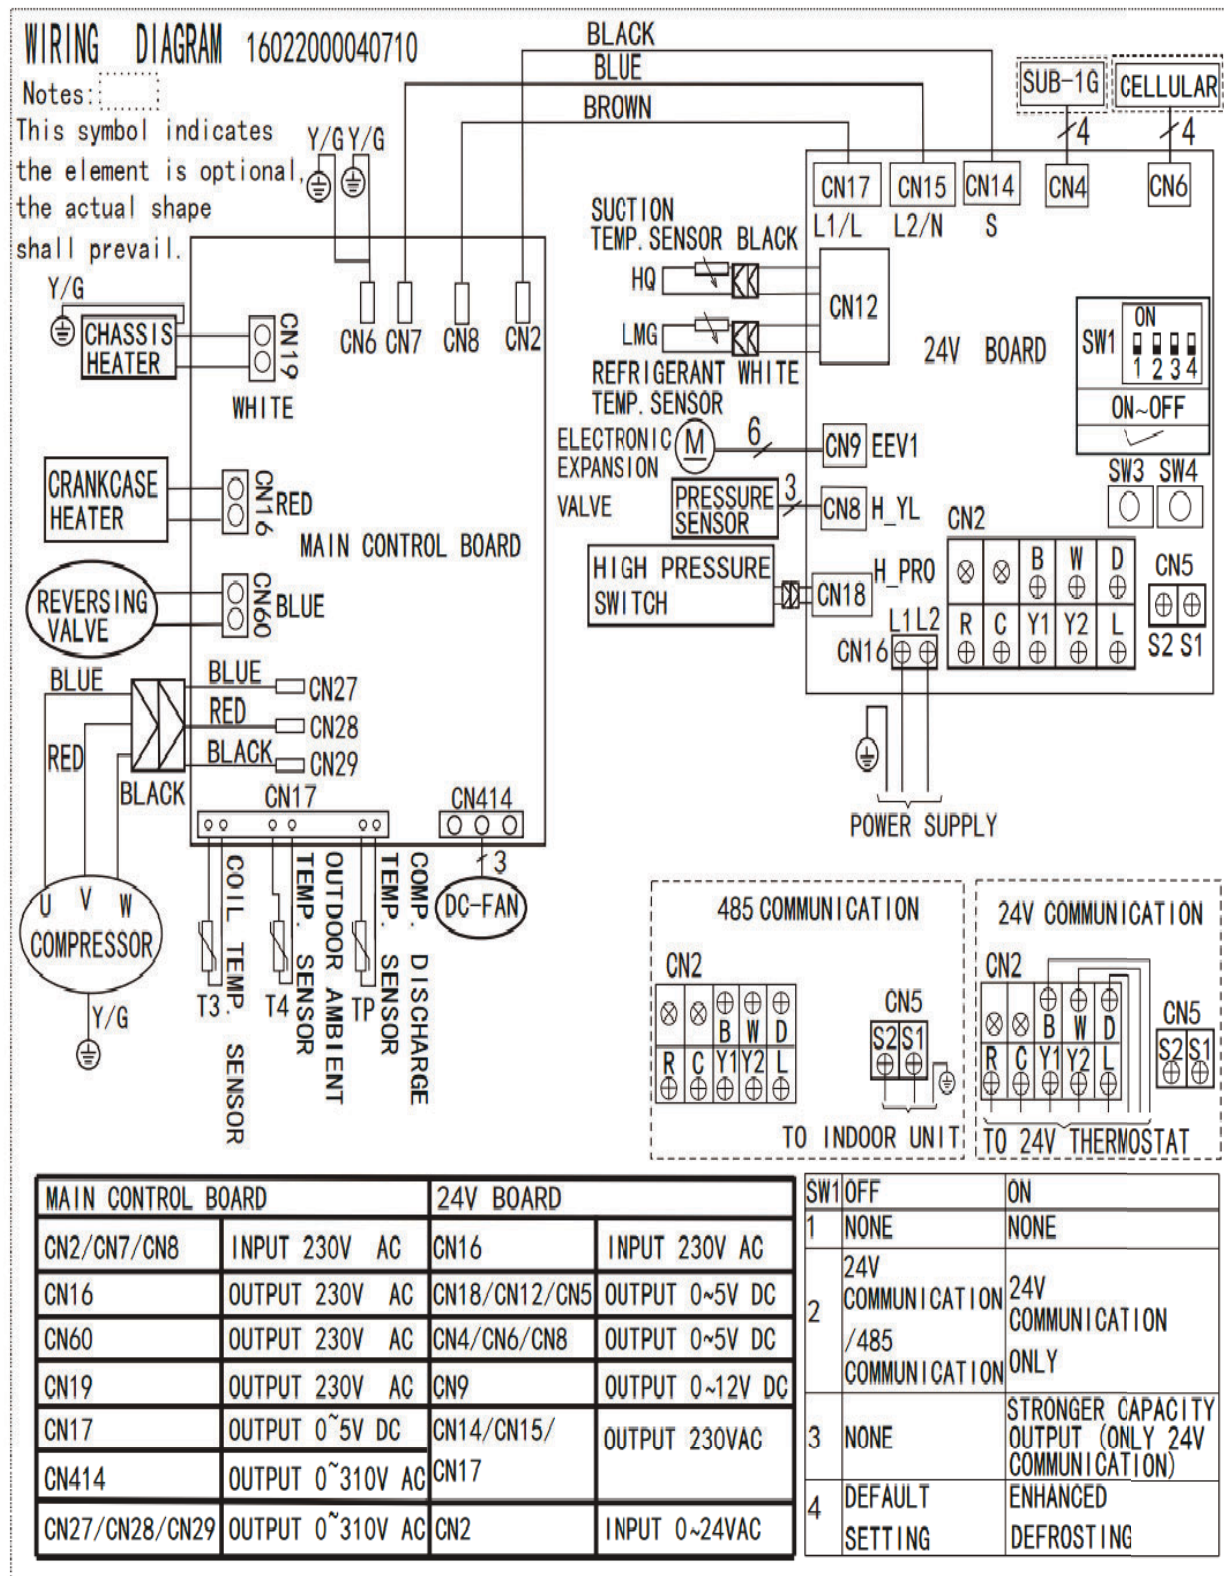 WIRING DIAGRAM 16022000040710
Notes:
This symbol indicates
the element is optional,
the actual shape
shall prevail.
BLACK
BLUE
BROWN
Y/G Y/G
SUB-1G
CELLULAR
4
4
CN17
CN15
CN14
CN4
CN6
L1/L
L2/N
S
SUCTION
TEMP. SENSOR BLACK
HQ
LMG
CN12
REFRIGERANT WHITE
TEMP. SENSOR
24V BOARD
SW1
ON
1 2 3 4
ON~OFF
SW3 SW4
ELECTRONIC
EXPANSION
VALVE
M
6
CN9 EEV1
PRESSURE
SENSOR
3
CN8 H_YL
HIGH PRESSURE
SWITCH
CN18
H_PRO
CN2
B W D
R C Y1 Y2 L
CN5
S2 S1
L1 L2
CN16
POWER SUPPLY
Y/G
CHASSIS
HEATER
CN19
WHITE
CN6 CN7 CN8 CN2
CRANKCASE
HEATER
CN16
RED
MAIN CONTROL BOARD
REVERSING
VALVE
CN60
BLUE
BLUE
RED
BLACK
BLUE
RED
BLACK
CN27
CN28
CN29
CN17
CN414
3
DC-FAN
U V W
COMPRESSOR
Y/G
T3
COIL TEMP. SENSOR
T4
OUTDOOR AMBIENT
TEMP. SENSOR
TP
COMP. DISCHARGE
TEMP. SENSOR
485 COMMUNICATION
CN2
B W D
R C Y1 Y2 L
CN5
S2 S1
TO INDOOR UNIT
24V COMMUNICATION
CN2
B W D
R C Y1 Y2 L
CN5
S2 S1
TO 24V THERMOSTAT
MAIN CONTROL BOARD 24V BOARD
CN2/CN7/CN8 INPUT 230V AC CN16 INPUT 230V AC
CN16 OUTPUT 230V AC CN18/CN12/CN5 OUTPUT 0~5V DC
CN60 OUTPUT 230V AC CN4/CN6/CN8 OUTPUT 0~5V DC
CN19 OUTPUT 230V AC CN9 OUTPUT 0~12V DC
CN17 OUTPUT 0~5V DC CN14/CN15/
CN17 OUTPUT 230VAC
CN414 OUTPUT 0~310V AC
CN27/CN28/CN29 OUTPUT 0~310V AC CN2 INPUT 0~24VAC
SW1 OFF ON
1 NONE NONE
2
24V
COMMUNICATION
/485
COMMUNICATION
24V
COMMUNICATION
ONLY
3 NONE
STRONGER CAPACITY
OUTPUT (ONLY 24V
COMMUNICATION)
4
DEFAULT
SETTING
ENHANCED
DEFROSTING